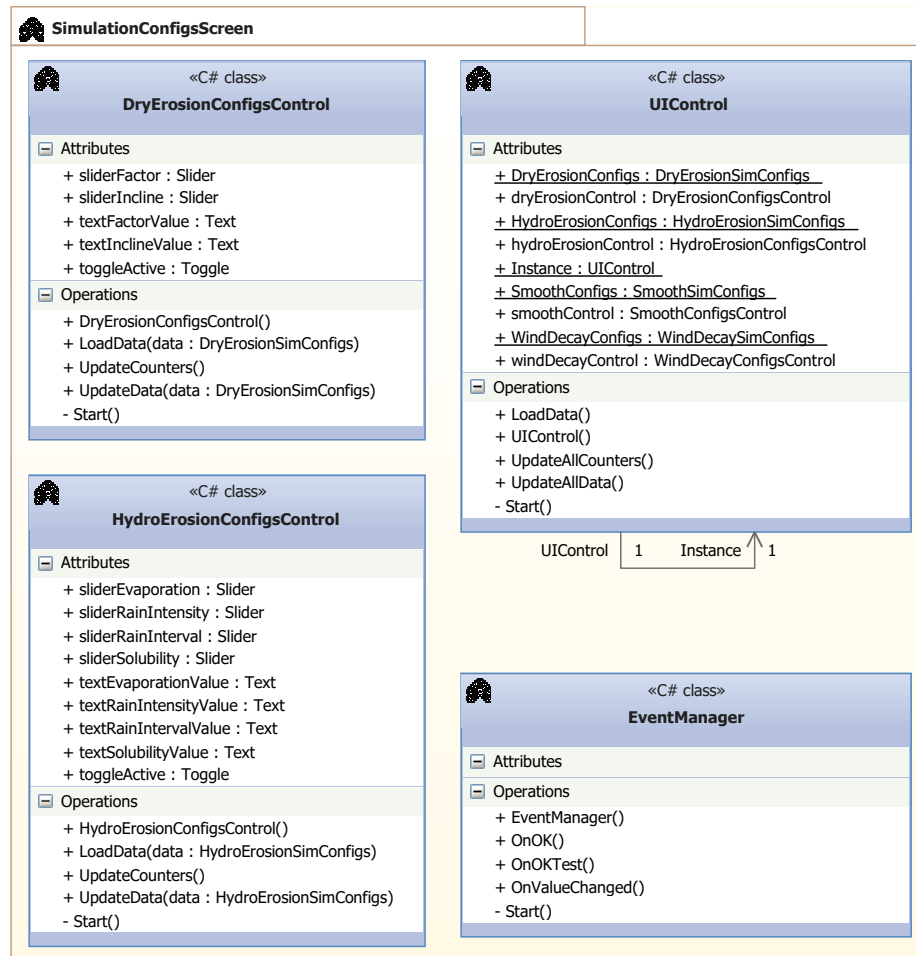 SimulationConfigsScreen
«C# class»
DryErosionConfigsControl
Attributes
+ sliderFactor : Slider
+ sliderIncline : Slider
+ textFactorValue : Text
+ textInclineValue : Text
+ toggleActive : Toggle
Operations
+ DryErosionConfigsControl()
+ LoadData(data : DryErosionSimConfigs)
+ UpdateCounters()
+ UpdateData(data : DryErosionSimConfigs)
- Start()
«C# class»
HydroErosionConfigsControl
Attributes
+ sliderEvaporation : Slider
+ sliderRainIntensity : Slider
+ sliderRainInterval : Slider
+ sliderSolubility : Slider
+ textEvaporationValue : Text
+ textRainIntensityValue : Text
+ textRainIntervalValue : Text
+ textSolubilityValue : Text
+ toggleActive : Toggle
Operations
+ HydroErosionConfigsControl()
+ LoadData(data : HydroErosionSimConfigs)
+ UpdateCounters()
+ UpdateData(data : HydroErosionSimConfigs)
- Start()
«C# class»
UIControl
Attributes
+ DryErosionConfigs : DryErosionSimConfigs
+ dryErosionControl : DryErosionConfigsControl
+ HydroErosionConfigs : HydroErosionSimConfigs
+ hydroErosionControl : HydroErosionConfigsControl
+ Instance : UIControl
+ SmoothConfigs : SmoothSimConfigs
+ smoothControl : SmoothConfigsControl
+ WindDecayConfigs : WindDecaySimConfigs
+ windDecayControl : WindDecayConfigsControl
Operations
+ LoadData()
+ UIControl()
+ UpdateAllCounters()
+ UpdateAllData()
- Start()
UIControl 1 Instance 1
«C# class»
EventManager
Attributes
Operations
+ EventManager()
+ OnOK()
+ OnOKTest()
+ OnValueChanged()
- Start()